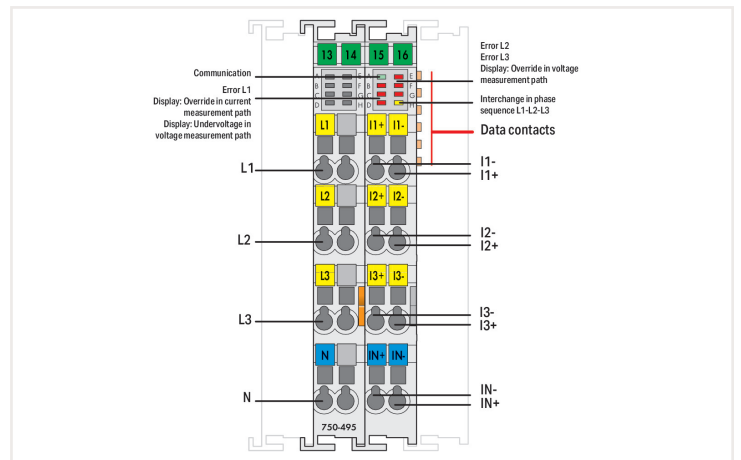 13 14 15 16
Communication
Error L1
Display: Override in current
measurement path
Display: Undervoltage in
voltage measurement path
Error L2
Error L3
Display: Override in voltage
measurement path
Interchange in phase
sequence L1-L2-L3
Data contacts
A E A E
B F B F
C G C G
D H D H
L1 I1+ I1-
L1
I1-
I1+
L2 I2+ I2-
L2
I2-
I2+
L3 I3+ I3-
L3
I3-
I3+
N IN+ IN-
N
IN-
IN+
750-495